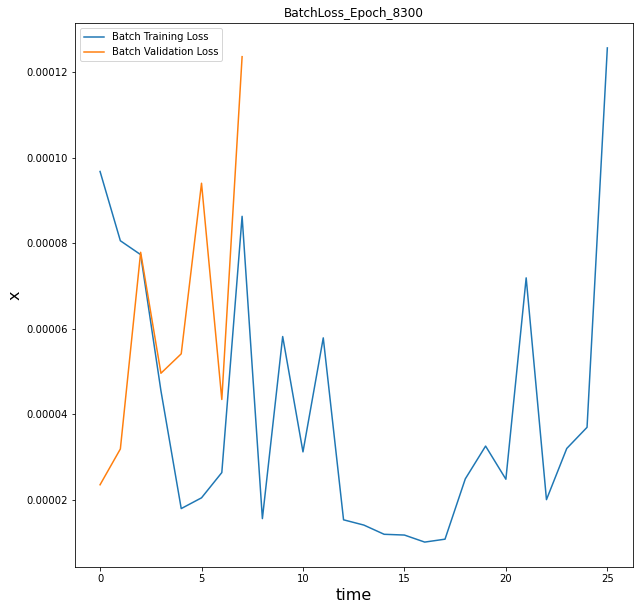 BatchLoss_Epoch_8300
Batch Training Loss
Batch Validation Loss
0.00012
0.00010
0.00008
0.00006
0.00004
0.00002
x
0 5 10 15 20 25
time